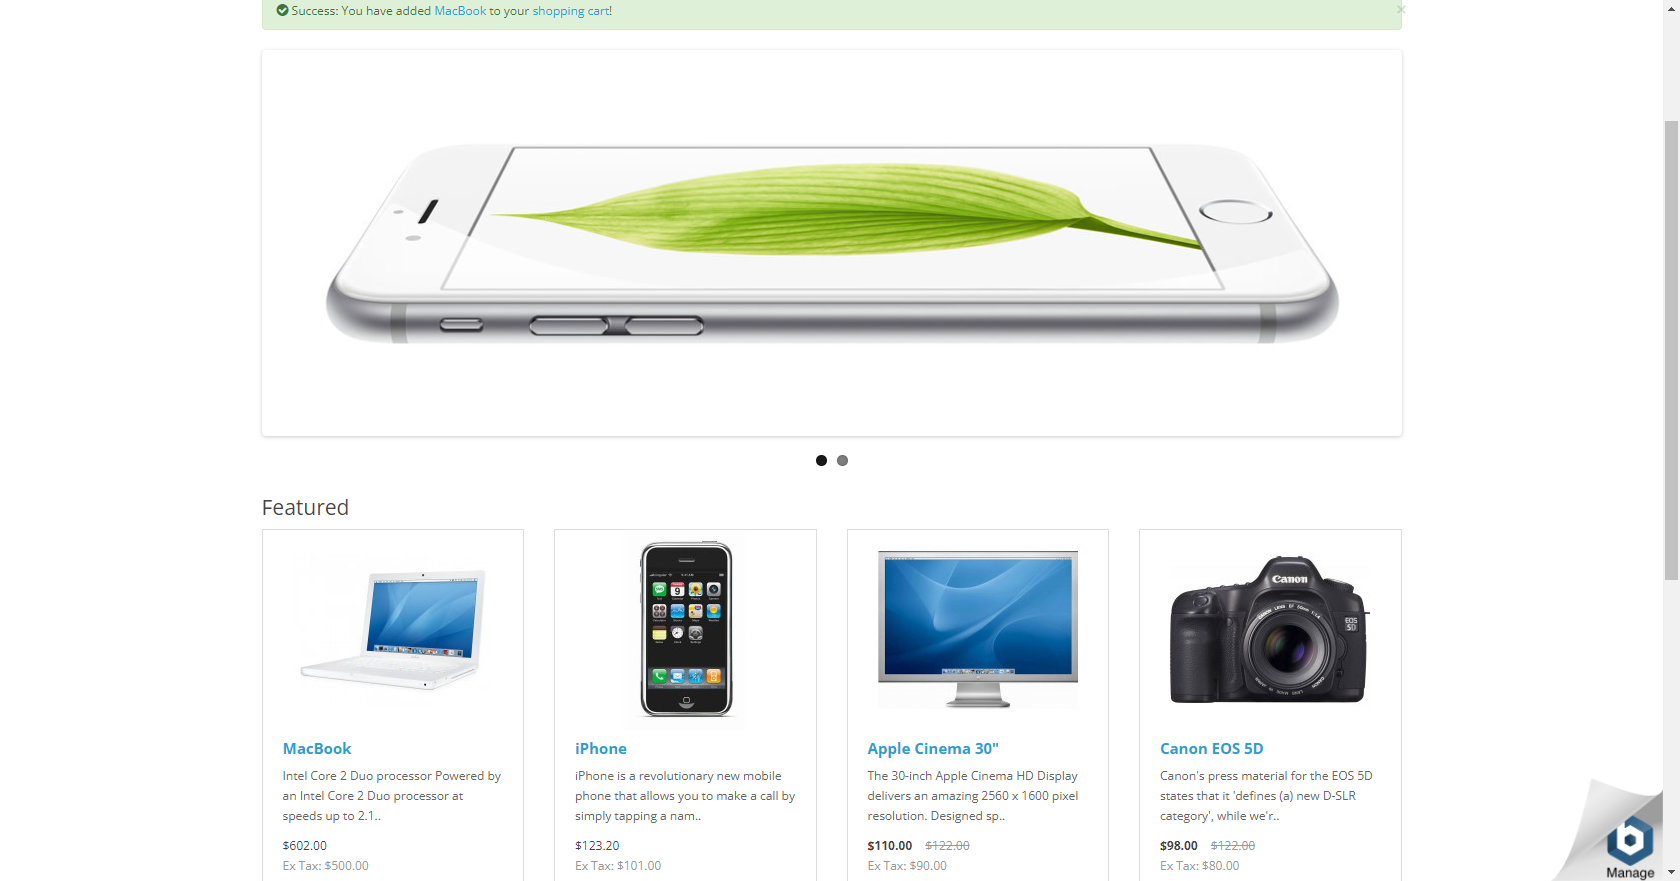 Success: You have added MacBook to your shopping cart!
×
Featured
Canon
EOS
5D
MacBook
Intel Core 2 Duo processor Powered by
an Intel Core 2 Duo processor at
speeds up to 2.1..
$602.00
Ex Tax: $500.00
iPhone
iPhone is a revolutionary new mobile
phone that allows you to make a call by
simply tapping a nam..
$123.20
Ex Tax: $101.00
Apple Cinema 30"
The 30-inch Apple Cinema HD Display
delivers an amazing 2560 x 1600 pixel
resolution. Designed sp..
$110.00 $122.00
Ex Tax: $90.00
Canon EOS 5D
Canon's press material for the EOS 5D
states that it 'defines (a) new D-SLR
category', while we'r..
$98.00 $122.00
Ex Tax: $80.00
b
Manage